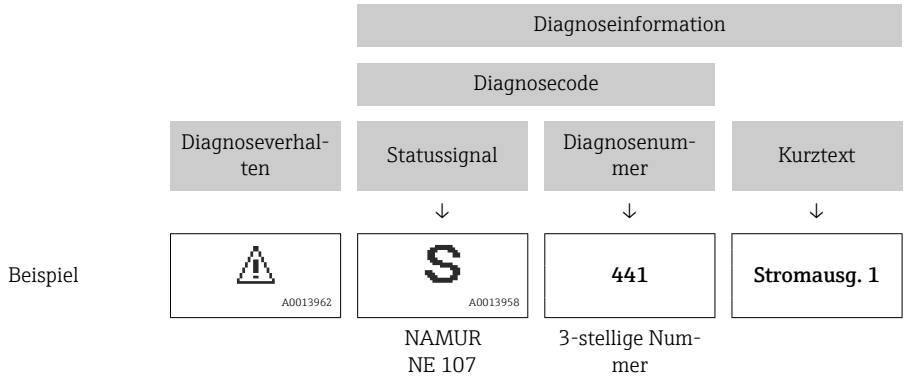 Diagnoseinformation
Diagnosecode
Diagnoseverhal-
ten
Statussignal
Diagnosenum-
mer
Kurztext
↓
↓
↓
Beispiel
A0013962
S
A0013958
441
Stromausg. 1
NAMUR
NE 107
3-stellige Num-
mer